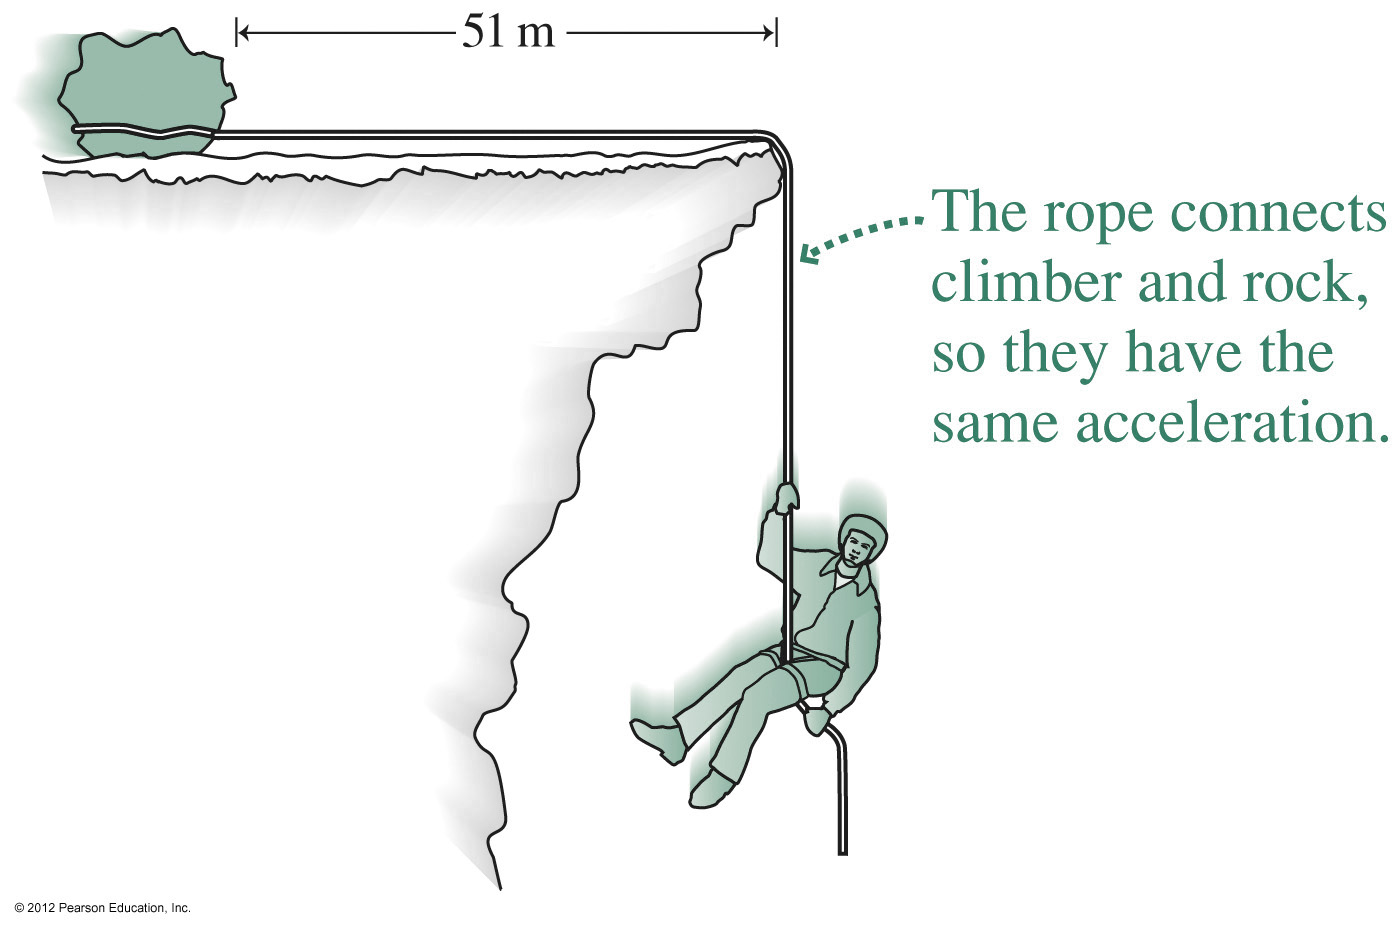 51 m
The rope connects
climber and rock,
so they have the
same acceleration.
© 2012 Pearson Education, Inc.